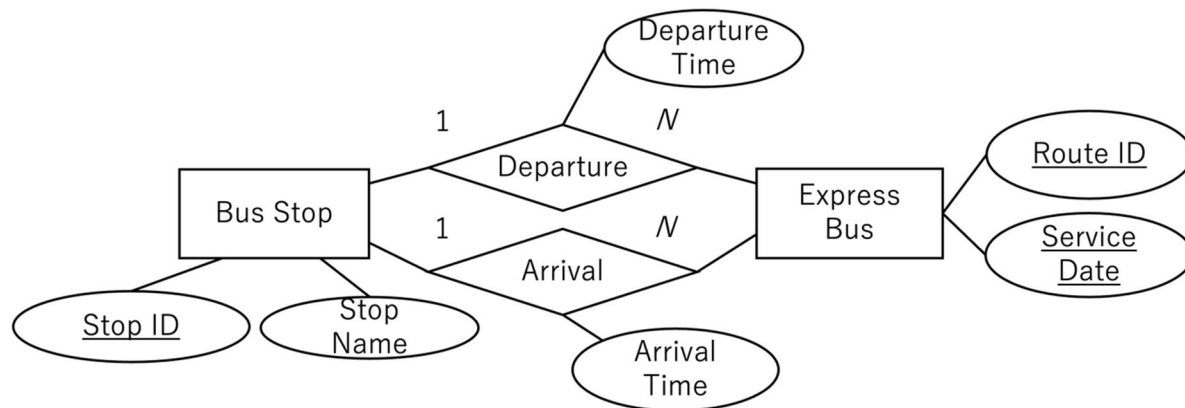 Departure
Time
1
N
Departure
Route ID
Bus Stop
Express
Bus
1
N
Arrival
Service
Date
Stop ID
Stop
Name
Arrival
Time